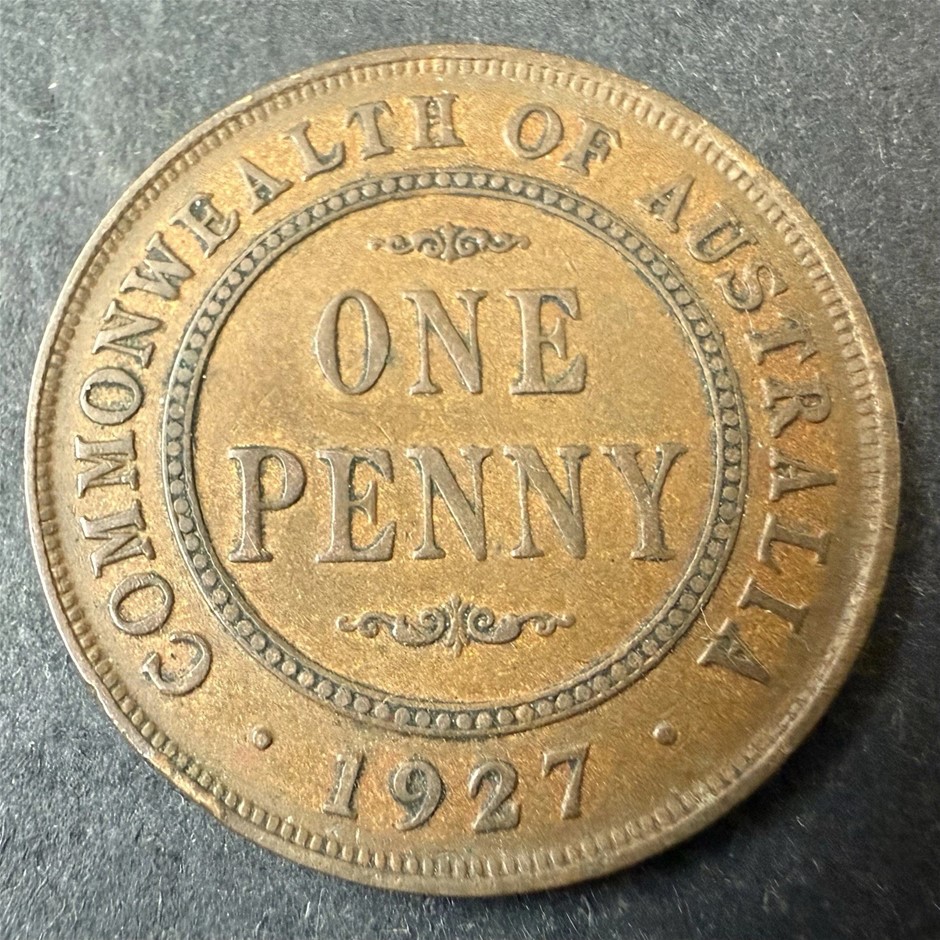 COMMONWEALTH OF AUSTRALIA
ONE
PENNY
· 1927 ·